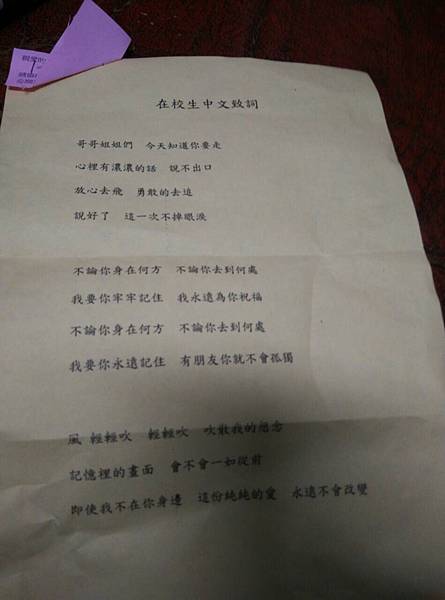 在校生中文致詞
哥哥姐姐們　今天知道你要走
心裡有濃濃的話　說不出口
放心去飛　勇敢的去追
說好了　這一次不掉眼淚
不論你身在何方　不論你去到何處
我要你牢牢記住　我永遠為你祝福
不論你身在何方　不論你去到何處
我要你永遠記住　有朋友你就不會孤獨
風 輕輕吹　輕輕吹　吹散我的思念
記憶裡的畫面　會不會一如從前
即使我不在你身邊　這份純純的愛　永遠不會改變